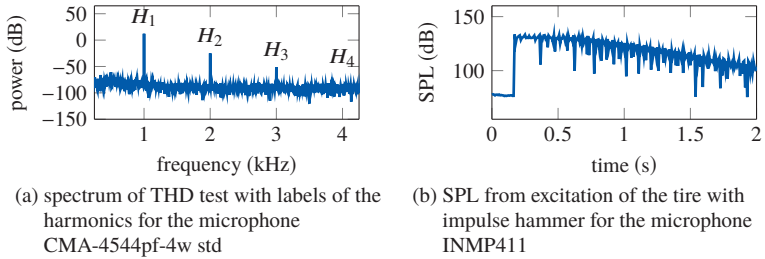 H1 H2 H3 H4
power (dB)
50
0
−50
−100
−150
1 2 3 4
frequency (kHz)
(a) spectrum of THD test with labels of the
harmonics for the microphone
CMA-4544pf-4w std
SPL (dB)
150
100
0 0.5 1 1.5 2
time (s)
(b) SPL from excitation of the tire with
impulse hammer for the microphone
INMP411